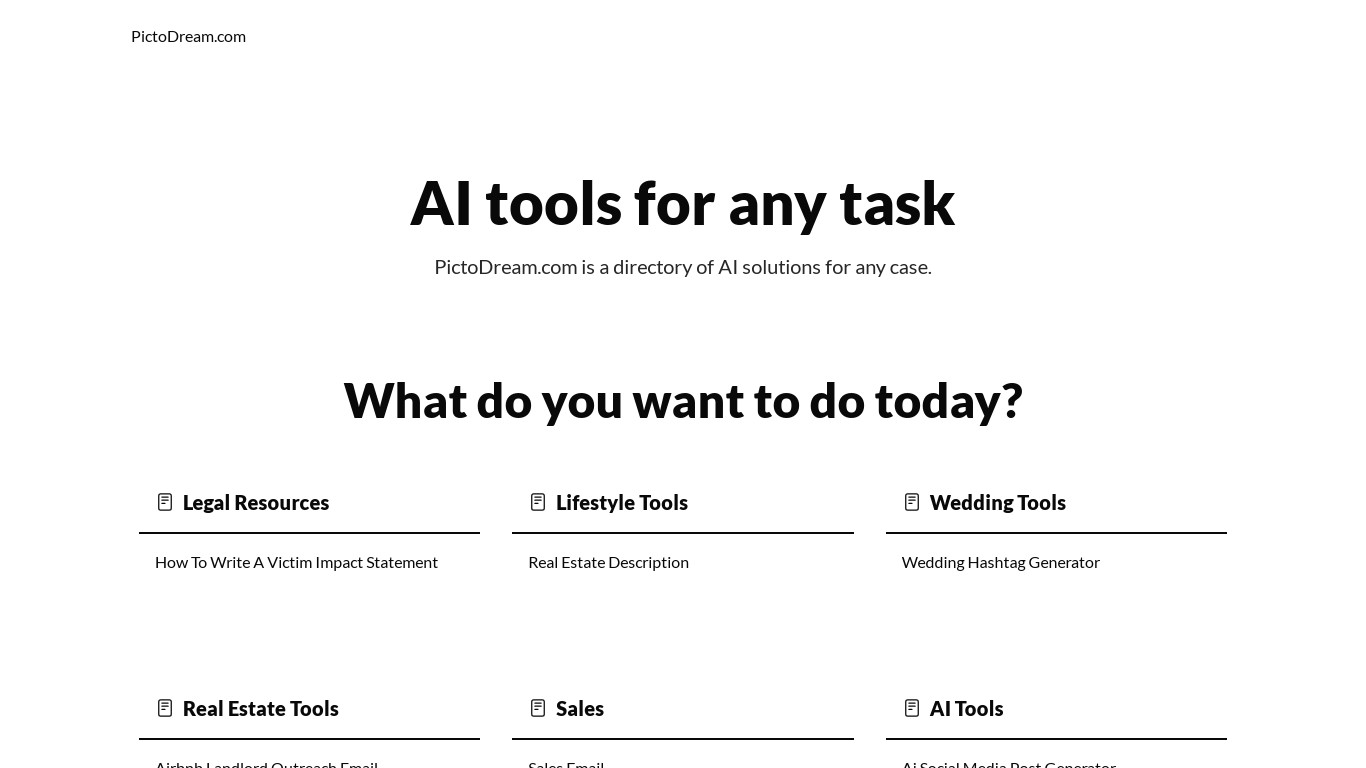 PictoDream.com
AI tools for any task
PictoDream.com is a directory of AI solutions for any case.
What do you want to do today?
Legal Resources
How To Write A Victim Impact Statement
Lifestyle Tools
Real Estate Description
Wedding Tools
Wedding Hashtag Generator
Real Estate Tools
Airbnb Landlord Outreach Email
Sales
Sales Email
AI Tools
Ai Social Media Post Generator